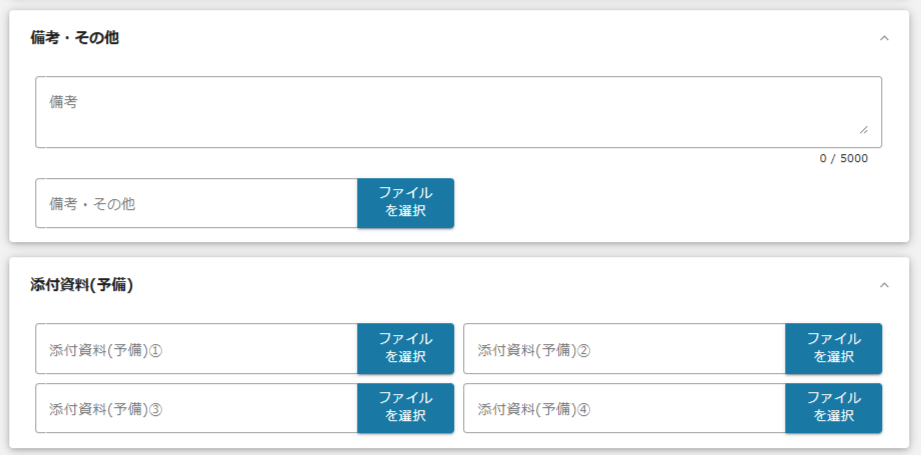 備考・その他
備考
0 / 5000
備考・その他
ファイル
を選択
添付資料(予備)
添付資料(予備)①
ファイル
を選択
添付資料(予備)②
ファイル
を選択
添付資料(予備)③
ファイル
を選択
添付資料(予備)④
ファイル
を選択